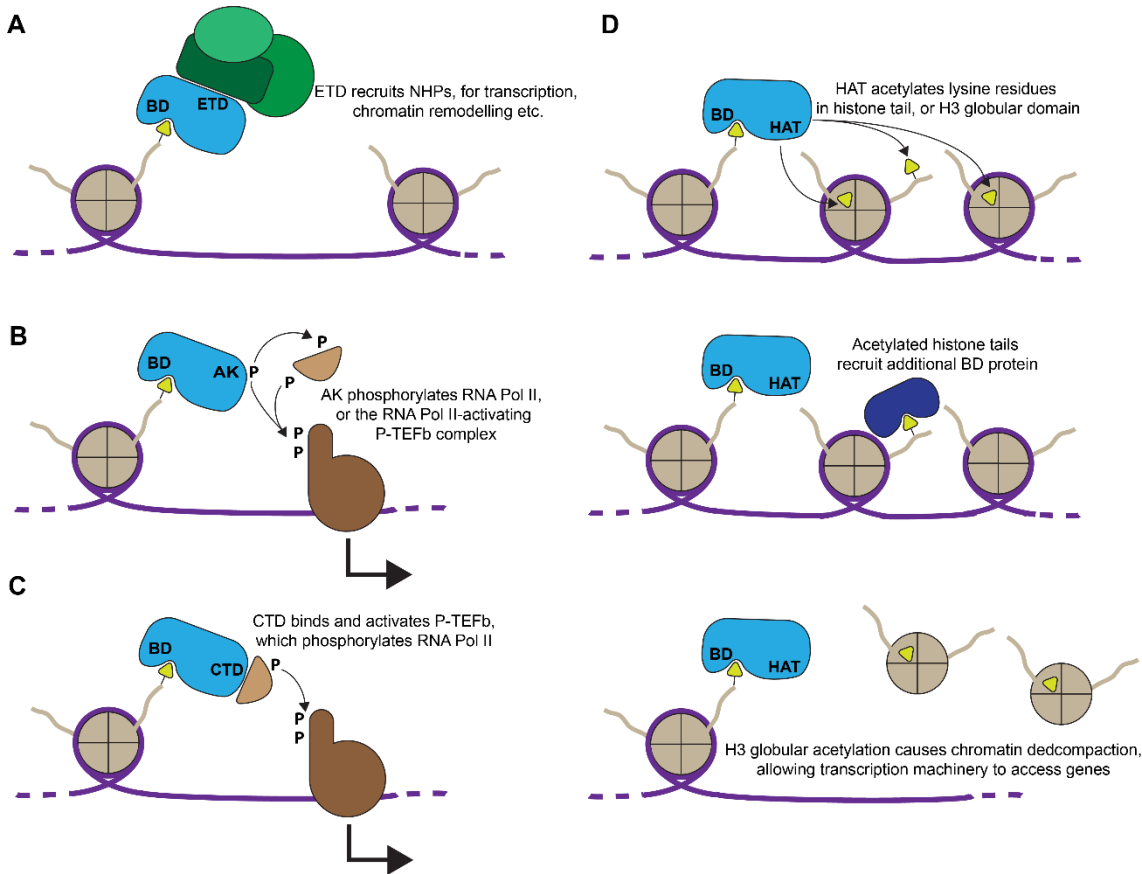 A
BD
ETD
ETD recruits NHPs, for transcription,
chromatin remodelling etc.
B
BD
AK
P
P
P
P
P
AK phosphorylates RNA Pol II,
or the RNA Pol II-activating
P-TEFb complex
C
CTD binds and activates P-TEFb,
which phosphorylates RNA Pol II
BD
CTD
P
P
P
D
HAT acetylates lysine residues
in histone tail, or H3 globular domain
BD
HAT
Acetylated histone tails
recruit additional BD protein
BD
HAT
BD
HAT
H3 globular acetylation causes chromatin dedcompaction,
allowing transcription machinery to access genes